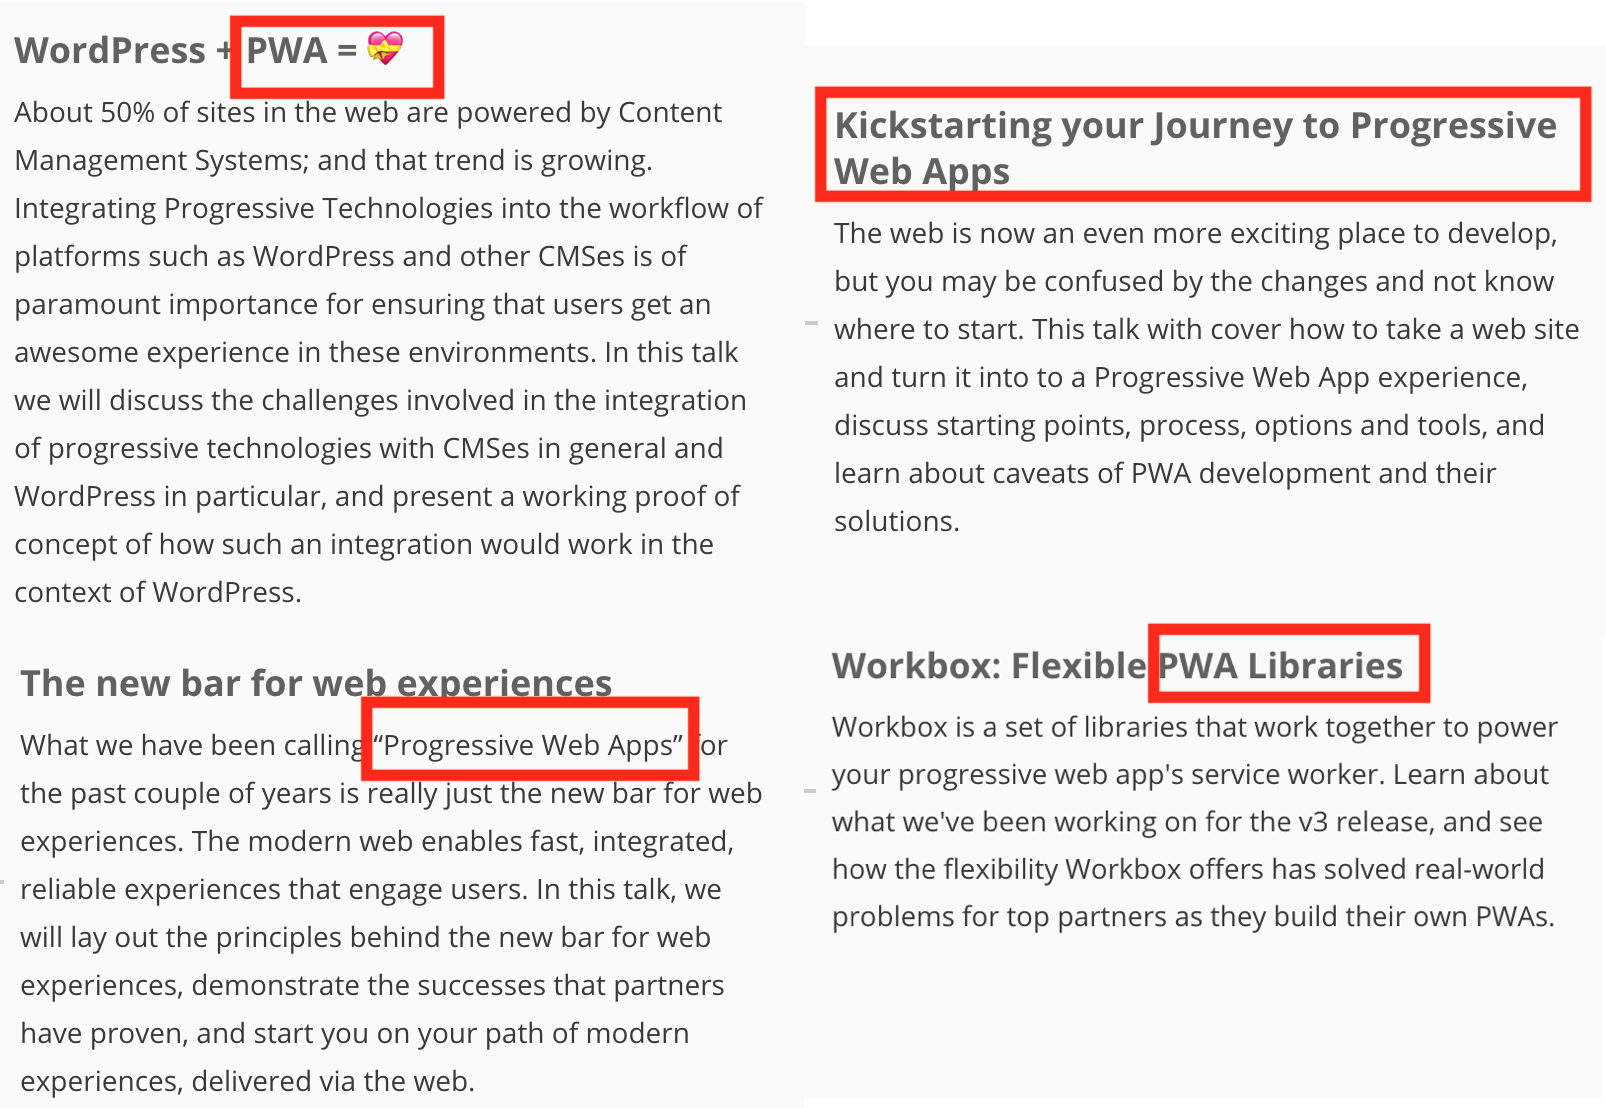 WordPress + PWA = 💝
About 50% of sites in the web are powered by Content
Management Systems; and that trend is growing.
Integrating Progressive Technologies into the workflow of
platforms such as WordPress and other CMSes is of
paramount importance for ensuring that users get an
awesome experience in these environments. In this talk
we will discuss the challenges involved in the integration
of progressive technologies with CMSes in general and
WordPress in particular, and present a working proof of
concept of how such an integration would work in the
context of WordPress.
The new bar for web experiences
What we have been calling “Progressive Web Apps” for
the past couple of years is really just the new bar for web
experiences. The modern web enables fast, integrated,
reliable experiences that engage users. In this talk, we
will lay out the principles behind the new bar for web
experiences, demonstrate the successes that partners
have proven, and start you on your path of modern
experiences, delivered via the web.
Kickstarting your Journey to Progressive
Web Apps
The web is now an even more exciting place to develop,
but you may be confused by the changes and not know
where to start. This talk with cover how to take a web site
and turn it into to a Progressive Web App experience,
discuss starting points, process, options and tools, and
learn about caveats of PWA development and their
solutions.
Workbox: Flexible PWA Libraries
Workbox is a set of libraries that work together to power
your progressive web app's service worker. Learn about
what we've been working on for the v3 release, and see
how the flexibility Workbox offers has solved real-world
problems for top partners as they build their own PWAs.